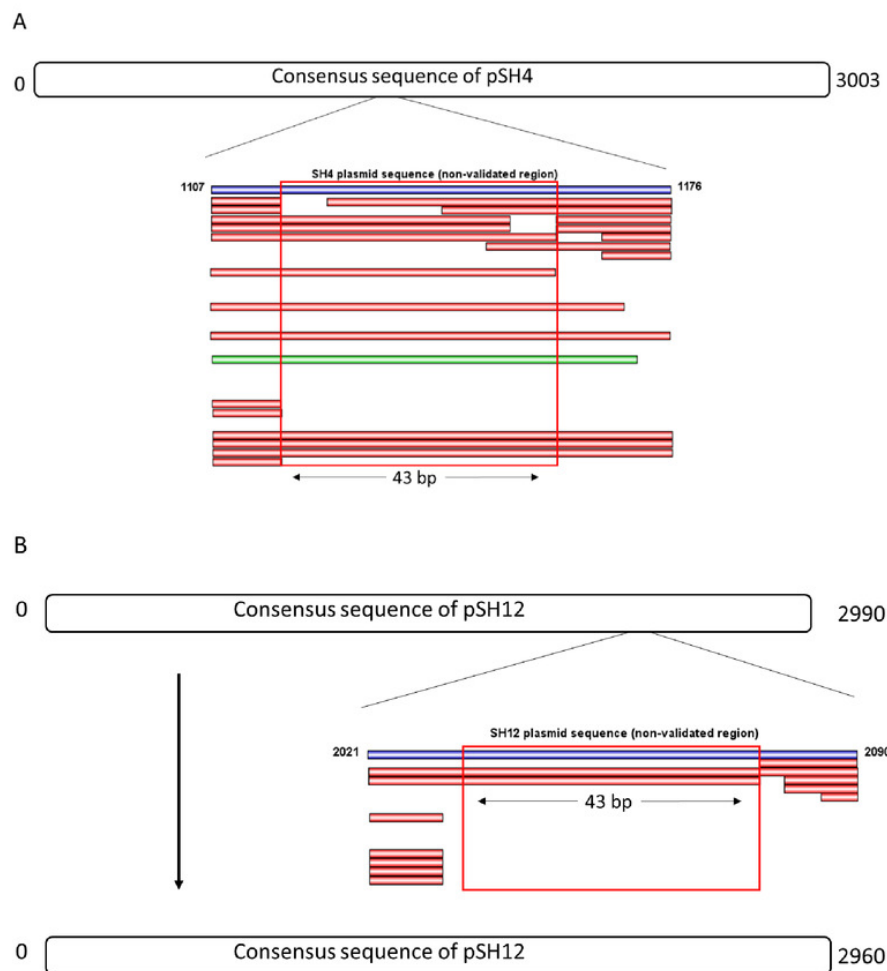 A
0 Consensus sequence of pSH4 3003
SH4 plasmid sequence (non-validated region)
1107 1176
43 bp
B
0 Consensus sequence of pSH12 2990
SH12 plasmid sequence (non-validated region)
2021 2090
43 bp
0 Consensus sequence of pSH12 2960